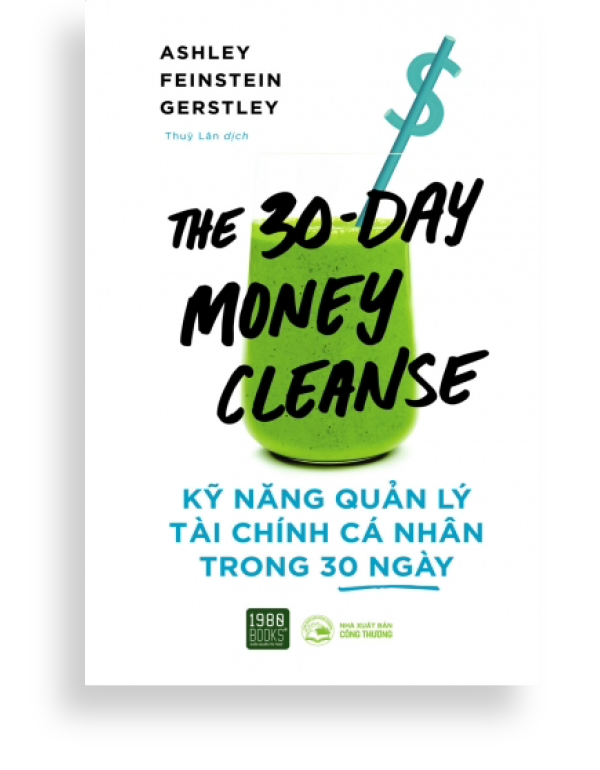 ASHLEY
FEINSTEIN
GERSTLEY
Thuỳ Lân dịch
THE 30-DAY
MONEY
CLEANSE
KỸ NĂNG QUẢN LÝ
TÀI CHÍNH CÁ NHÂN
TRONG 30 NGÀY
1980
BOOKS
NHÀ XUẤT BẢN
CÔNG THƯƠNG